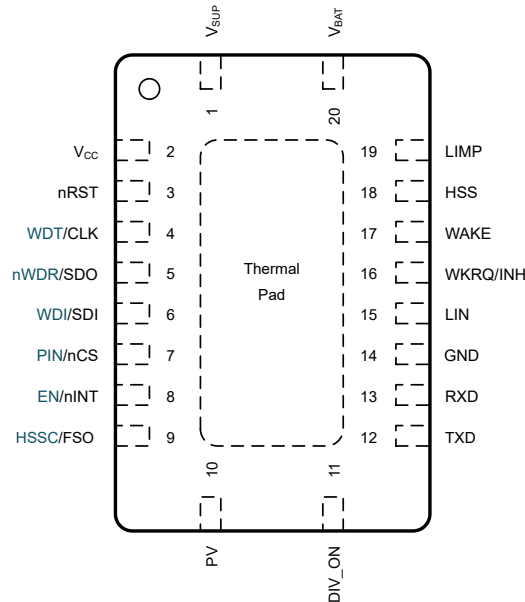 VSUP
VBAT
1
20
VCC 2
19 LIMP
nRST 3
18 HSS
WDT/CLK 4
17 WAKE
nWDR/SDO 5
16 WKRQ/INH
Thermal
Pad
WDI/SDI 6
15 LIN
PIN/nCS 7
14 GND
EN/nINT 8
13 RXD
HSSC/FSO 9
12 TXD
10
11
PV
DIV_ON